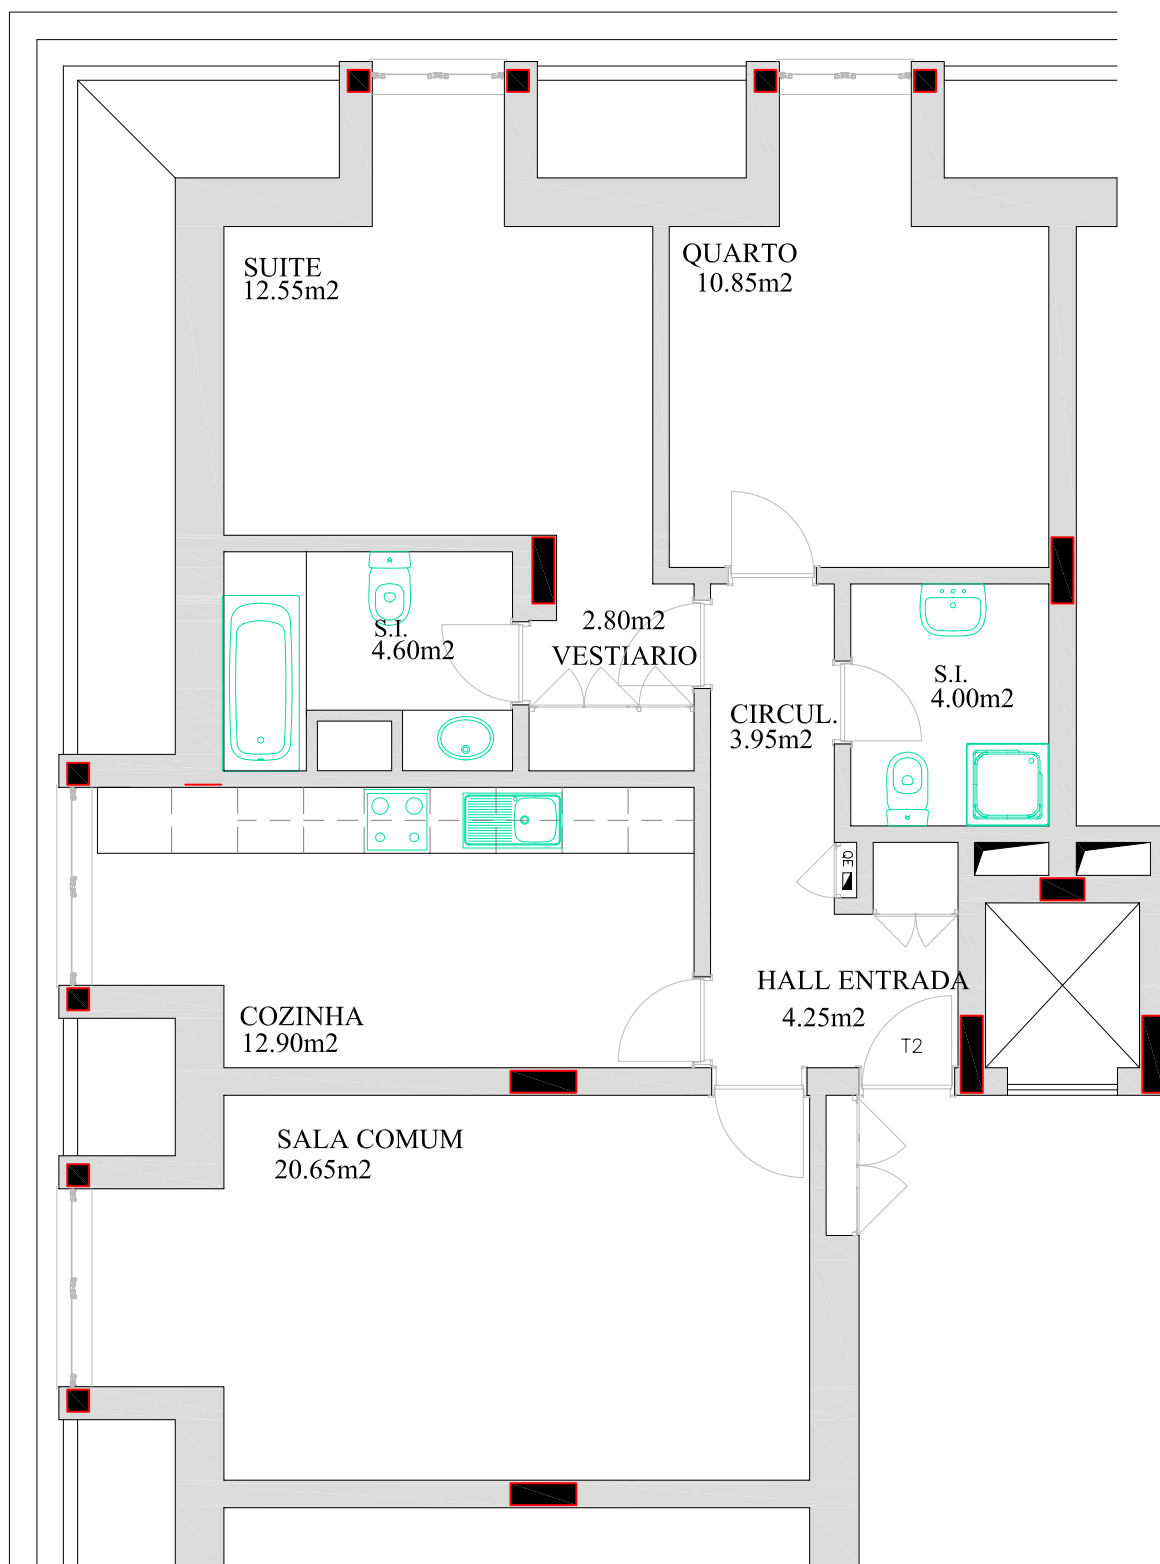 QUARTO
10.85m2
SUITE
12.55m2
2.80m2
VESTIARIO
S.I.
4.60m2
S.I.
4.00m2
CIRCUL.
3.95m2
QE
HALL ENTRADA
4.25m2
T2
COZINHA
12.90m2
SALA COMUM
20.65m2